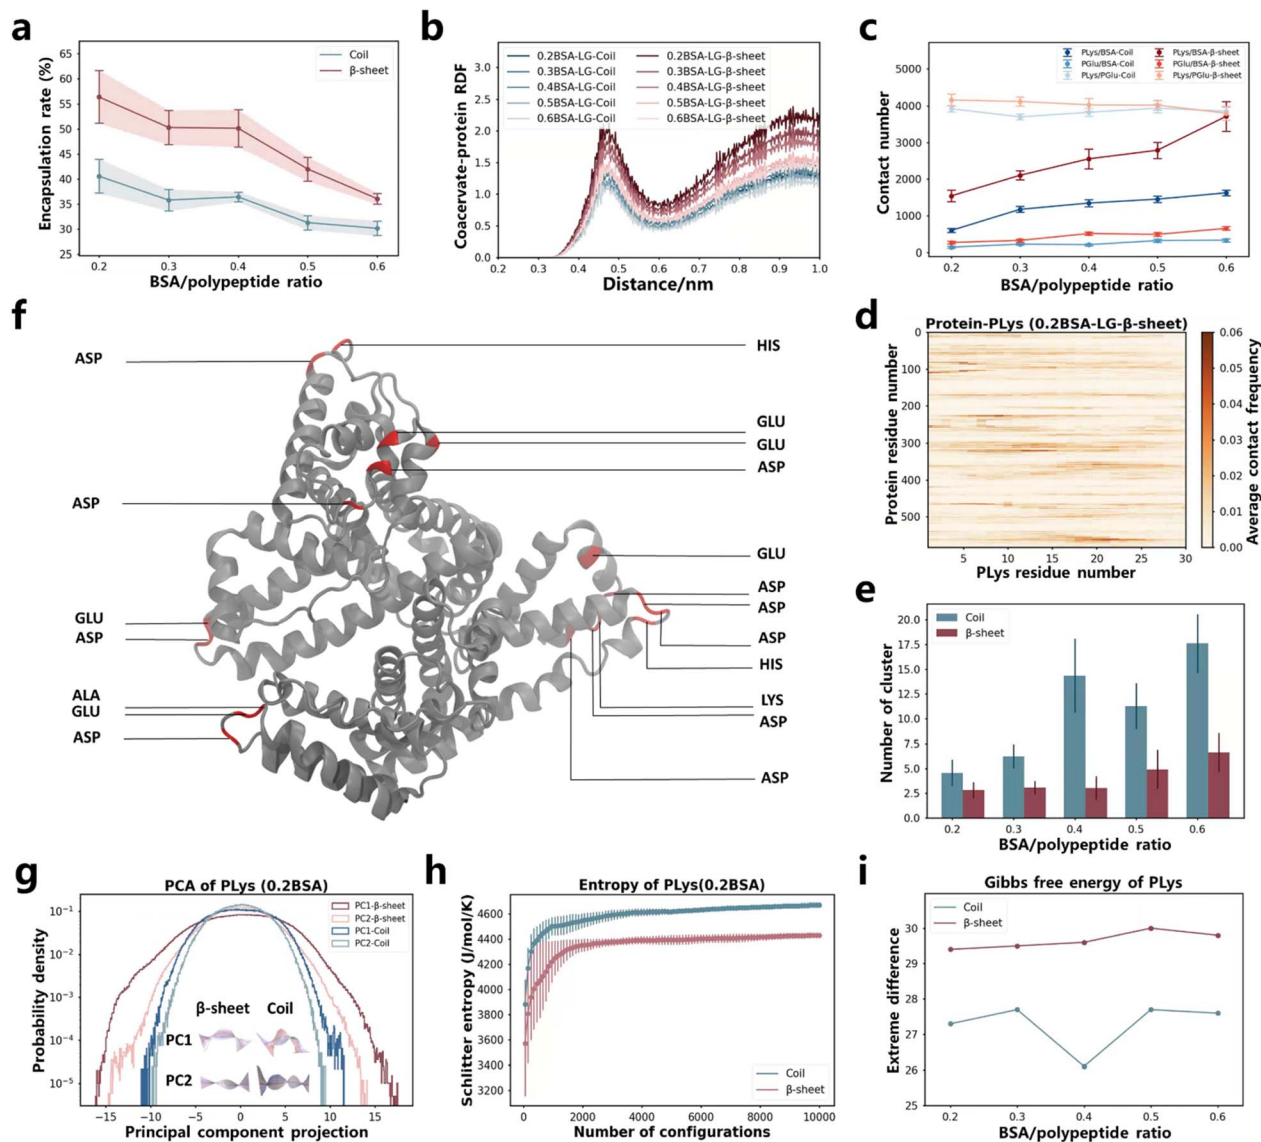 a
Encapsulation rate (%)
65
60
55
50
45
40
35
30
25
Coil
β-sheet
0.2
0.3
0.4
0.5
0.6
BSA/polypeptide ratio
b
Coacervate-protein RDF
3.0
2.5
2.0
1.5
1.0
0.5
0.0
0.2BSA-LG-Coil
0.3BSA-LG-Coil
0.4BSA-LG-Coil
0.5BSA-LG-Coil
0.6BSA-LG-Coil
0.2BSA-LG-β-sheet
0.3BSA-LG-β-sheet
0.4BSA-LG-β-sheet
0.5BSA-LG-β-sheet
0.6BSA-LG-β-sheet
0.2
0.3
0.4
0.5
0.6
0.7
0.8
0.9
1.0
Distance/nm
c
Contact number
5000
4000
3000
2000
1000
0
PLys/BSA-Coil
PGlu/BSA-Coil
PLys/PGlu-Coil
PLys/BSA-β-sheet
PGlu/BSA-β-sheet
PLys/PGlu-β-sheet
0.2
0.3
0.4
0.5
0.6
BSA/polypeptide ratio
f
ASP
ASP
GLU
ASP
ALA
GLU
ASP
HIS
GLU
GLU
ASP
GLU
ASP
ASP
ASP
HIS
LYS
ASP
ASP
d
Protein-PLys (0.2BSA-LG-β-sheet)
Protein residue number
0
100
200
300
400
500
5
10
15
20
25
30
PLys residue number
0.06
0.05
0.04
0.03
0.02
0.01
0.00
Average contact frequency
e
Number of cluster
20.0
17.5
15.0
12.5
10.0
7.5
5.0
2.5
0.0
Coil
β-sheet
0.2
0.3
0.4
0.5
0.6
BSA/polypeptide ratio
g
PCA of PLys (0.2BSA)
Probability density
10⁻¹
10⁻²
10⁻³
10⁻⁴
10⁻⁵
PC1-β-sheet
PC2-β-sheet
PC1-Coil
PC2-Coil
β-sheet
Coil
PC1
PC2
−15
−10
−5
0
5
10
15
Principal component projection
h
Entropy of PLys(0.2BSA)
Schlitter entropy (J/mol/K)
4600
4400
4200
4000
3800
3600
3400
3200
Coil
β-sheet
0
2000
4000
6000
8000
10000
Number of configurations
i
Gibbs free energy of PLys
Extreme difference
30
29
28
27
26
25
Coil
β-sheet
0.2
0.3
0.4
0.5
0.6
BSA/polypeptide ratio